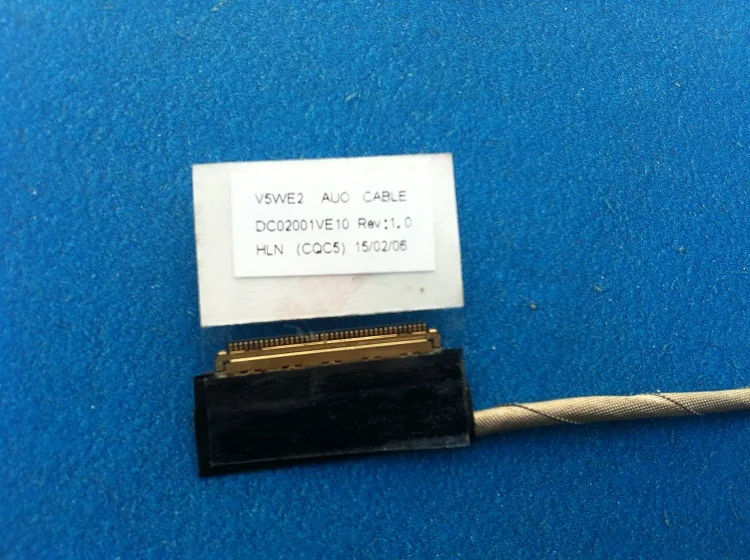 V5WE2 AUO CABLE
DC02001VE10 Rev:1.0
HLN (CQC5) 15/02/06